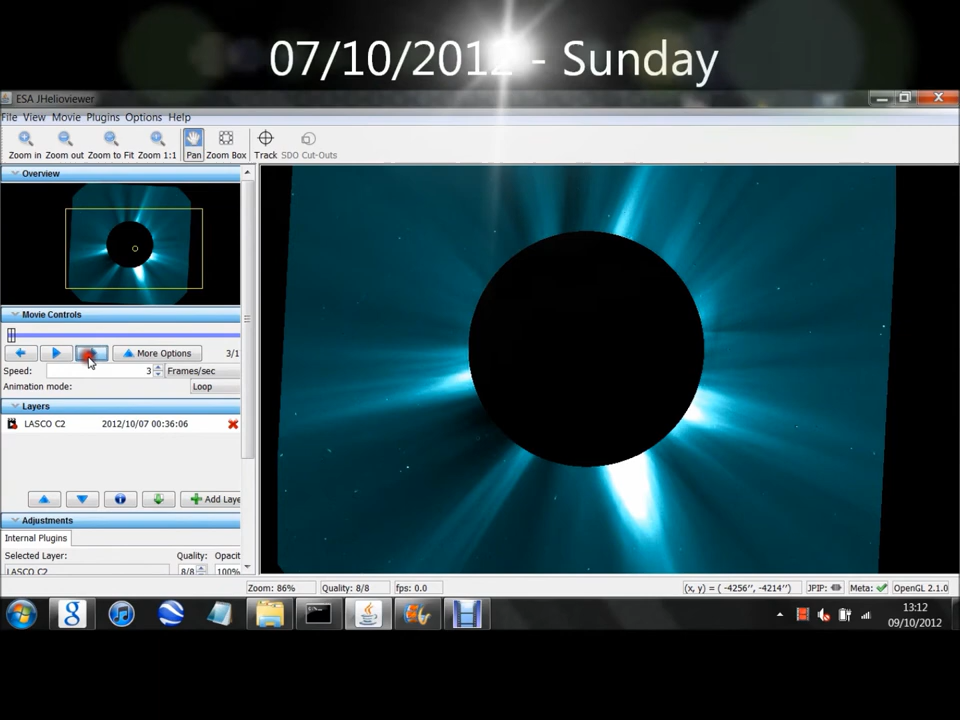 07/10/2012 - Sunday
ESA JHelioviewer
File View Movie Plugins Options Help
Zoom in Zoom out Zoom to Fit Zoom 1:1 Pan Zoom Box Track SDO Cut-Outs
Overview
Movie Controls
More Options 3/1
Speed: 3 Frames/sec
Animation mode: Loop
Layers
LASCO C2 2012/10/07 00:36:06
Add Laye
Adjustments
Internal Plugins
Selected Layer: Quality: Opacit
LASCO C2 8/8 100%
Zoom: 86% Quality: 8/8 fps: 0.0 (x, y) = ( -4256'', -4214'') JPIP: Meta: OpenGL 2.1.0
13:12
09/10/2012